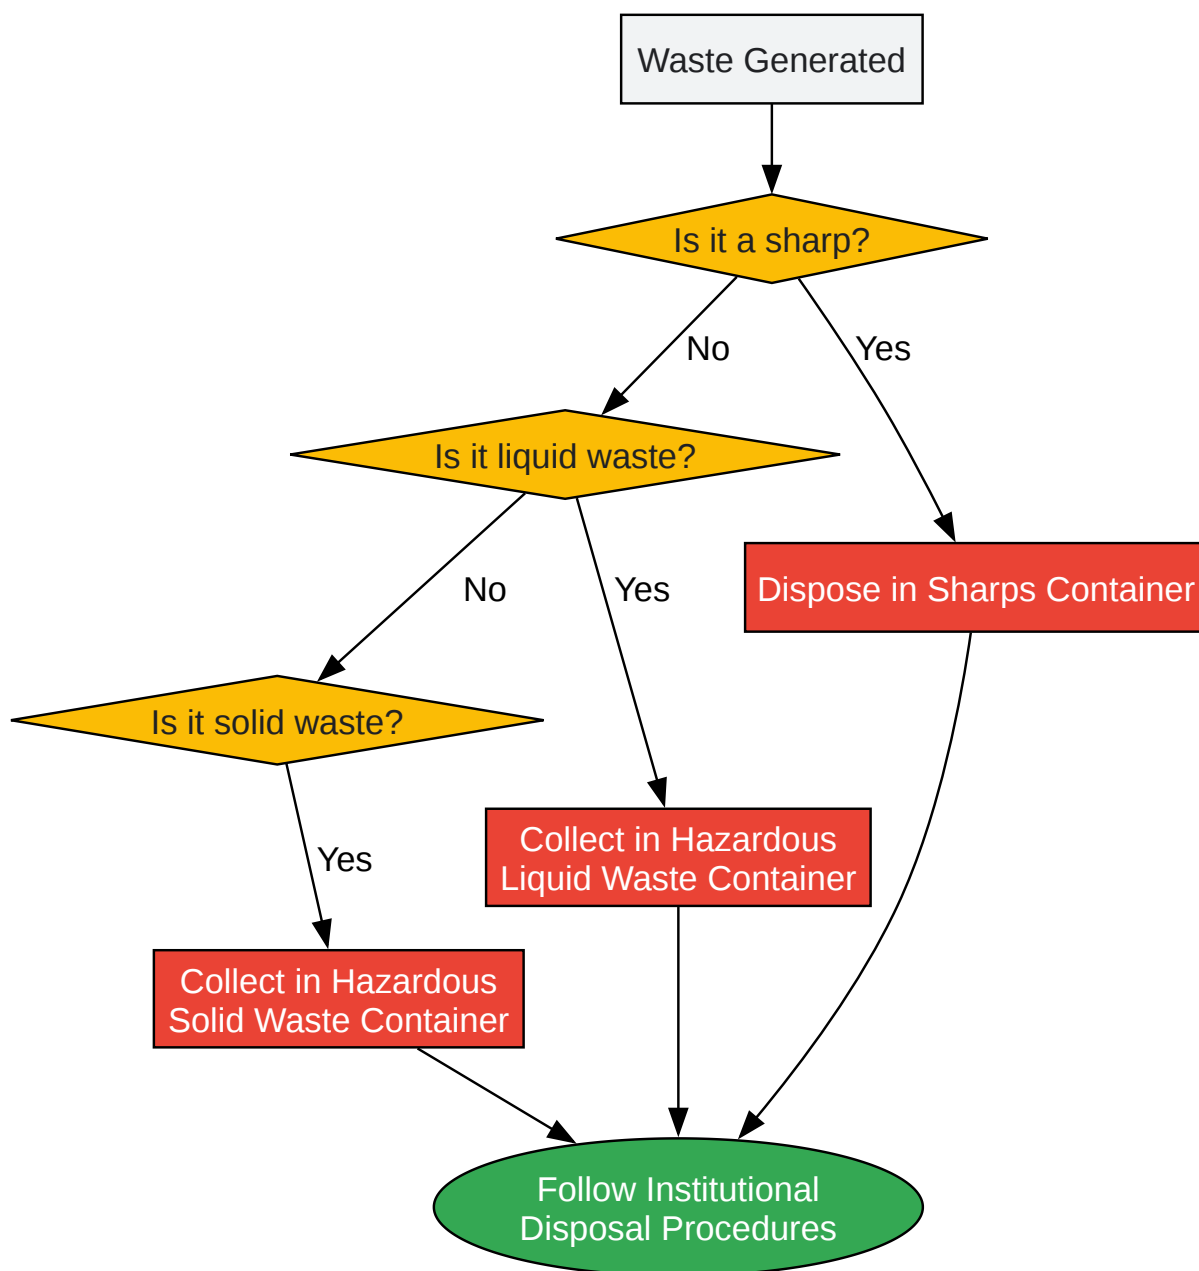 Waste Generated
Is it a sharp?
No
Yes
Is it liquid waste?
No
Yes
Dispose in Sharps Container
Is it solid waste?
Yes
Collect in Hazardous
Liquid Waste Container
Collect in Hazardous
Solid Waste Container
Follow Institutional
Disposal Procedures